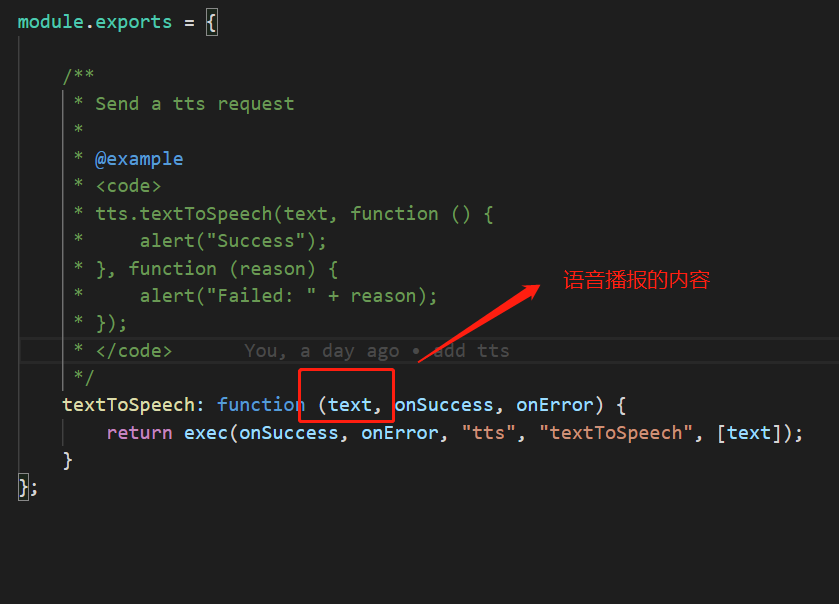 module.exports = {
/**
* Send a tts request
*
* @example
* <code>
* tts.textToSpeech(text, function () {
*     alert("Success");
* }, function (reason) {
*     alert("Failed: " + reason);
* });
* </code>    You, a day ago • add tts
*/
textToSpeech: function (text, onSuccess, onError) {
return exec(onSuccess, onError, "tts", "textToSpeech", [text]);
}
};
语音播报的内容